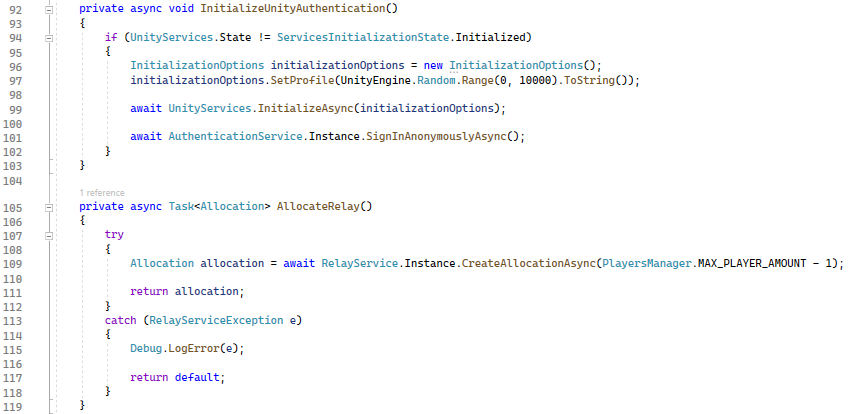 92 private async void InitializeUnityAuthentication()
93 {
94 if (UnityServices.State != ServicesInitializationState.Initialized)
95 {
96 InitializationOptions initializationOptions = new InitializationOptions();
97 initializationOptions.SetProfile(UnityEngine.Random.Range(0, 10000).ToString());
98
99 await UnityServices.InitializeAsync(initializationOptions);
100
101 await AuthenticationService.Instance.SignInAnonymouslyAsync();
102 }
103 }
104
1 reference
105 private async Task<Allocation> AllocateRelay()
106 {
107 try
108 {
109 Allocation allocation = await RelayService.Instance.CreateAllocationAsync(PlayersManager.MAX_PLAYER_AMOUNT - 1);
110
111 return allocation;
112 }
113 catch (RelayServiceException e)
114 {
115 Debug.LogError(e);
116
117 return default;
118 }
119 }